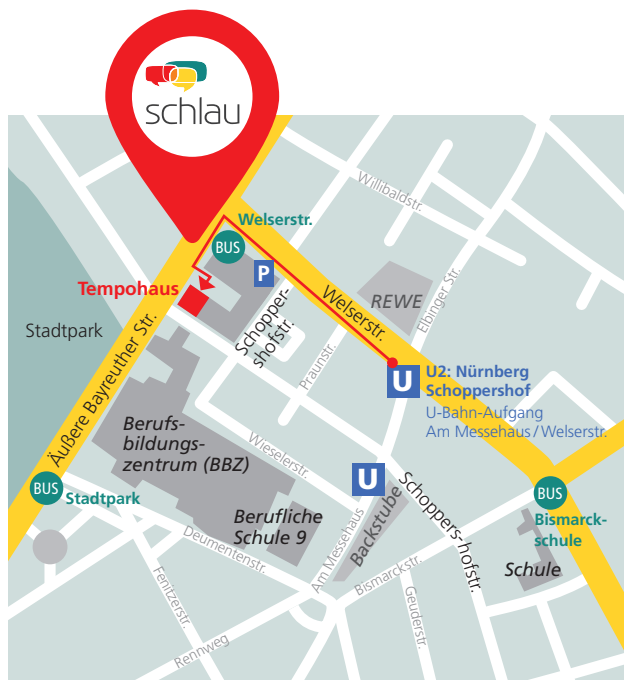 schlau
Willibaldstr.
Welserstr.
BUS
P
Tempohaus
Elbinger Str.
REWE
Welserstr.
Schopper-
shofstr.
Stadtpark
Äußere Bayreuther Str.
Praunstr.
U
U2: Nürnberg
Schoppershof
U-Bahn-Aufgang
Am Messehaus/Welserstr.
Berufs-
bildungs-
zentrum (BBZ)
Wieselerstr.
U
BUS
Stadtpark
Schoppers-hofstr.
BUS
Bismarck-
schule
Berufliche
Schule 9
Backstube
Am Messehaus
Deumentenstr.
Bismarckstr.
Schule
Fenitzerstr.
Geuderstr.
Rennweg